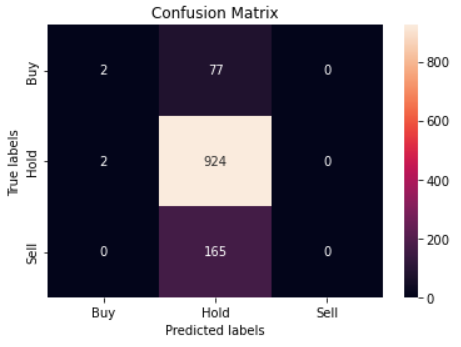 Confusion Matrix
Buy 2 77 0
Hold 2 924 0
Sell 0 165 0
Buy Hold Sell
Predicted labels
True labels
800
600
400
200
0